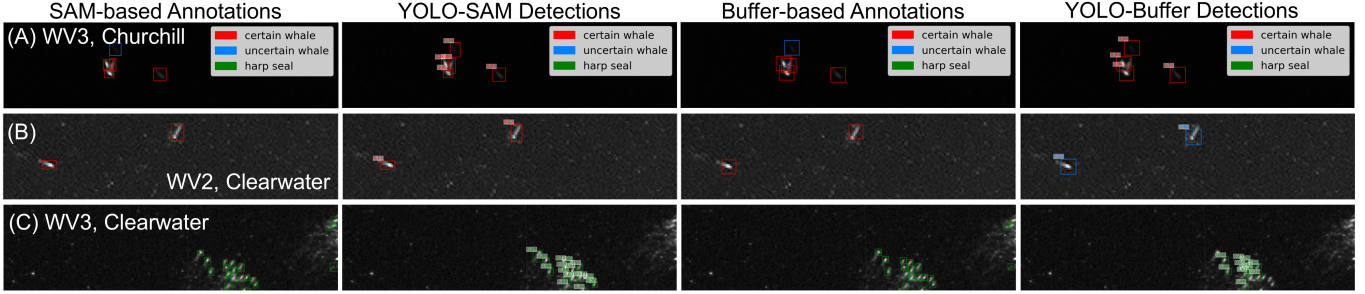 SAM-based Annotations
YOLO-SAM Detections
Buffer-based Annotations
YOLO-Buffer Detections
(A) WV3, Churchill
certain whale
uncertain whale
harp seal
certain whale
uncertain whale
harp seal
certain whale
uncertain whale
harp seal
certain whale
uncertain whale
harp seal
(B)
WV2, Clearwater
(C) WV3, Clearwater